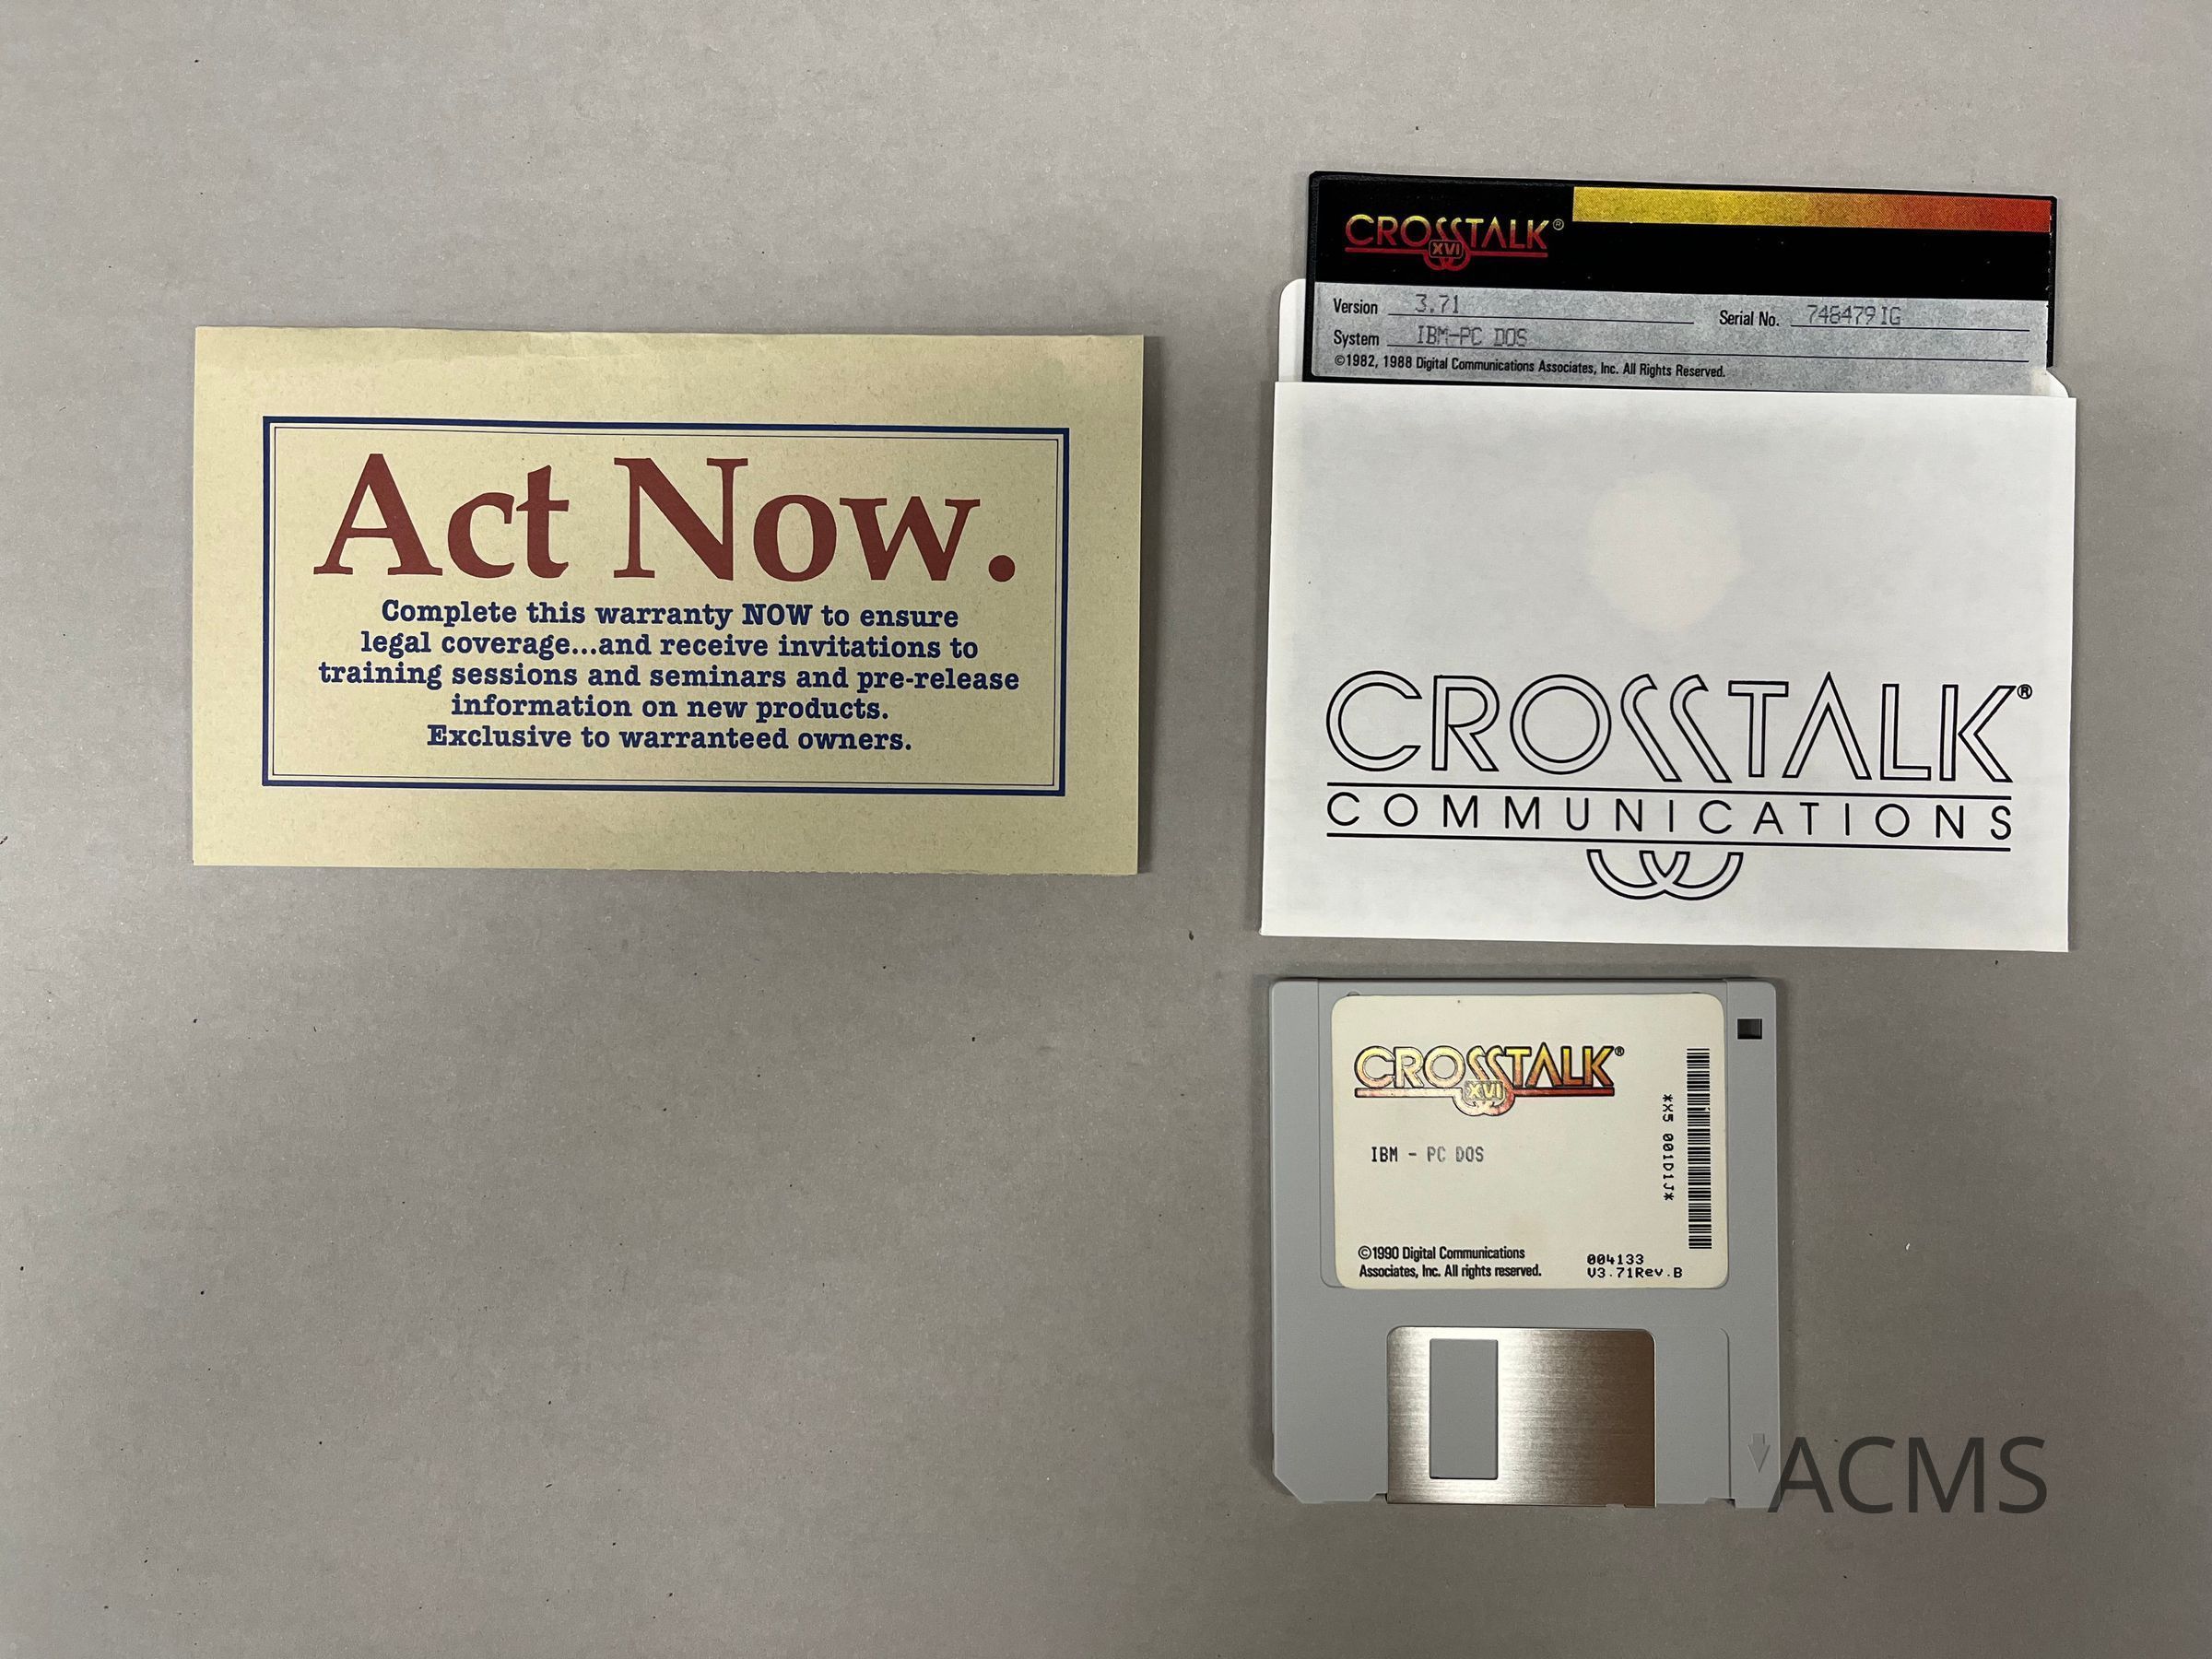 Act Now.
Complete this warranty NOW to ensure
legal coverage...and receive invitations to
training sessions and seminars and pre-release
information on new products.
Exclusive to warranteed owners.
CROSSTALK®
XVI
Version 3.71
Serial No. 748479IG
System IBM-PC DOS
©1982, 1988 Digital Communications Associates, Inc. All Rights Reserved.
CROSSTALK®
COMMUNICATIONS
CROSSTALK®
XVI
IBM - PC DOS
*X5 001D1J*
©1990 Digital Communications
Associates, Inc. All rights reserved.
004133
V3.71Rev.B
ACMS